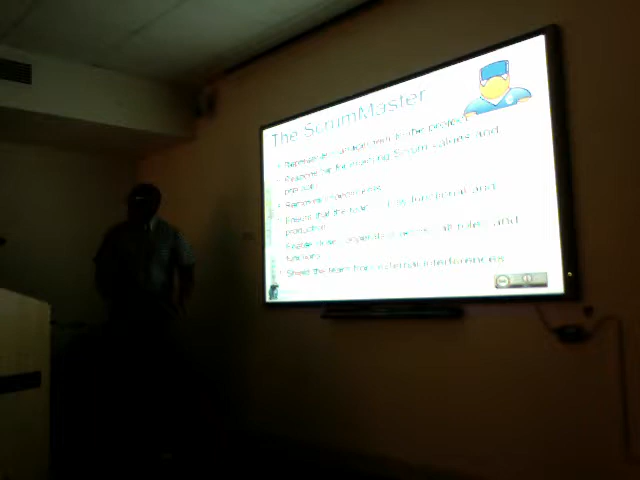 The ScrumMaster
Represents management to the project
Responsible for enacting Scrum values and
practices
Removes impediments
Ensure that the team is fully functional and
productive
Enable close cooperation across all roles and
functions
Shield the team from external interferences